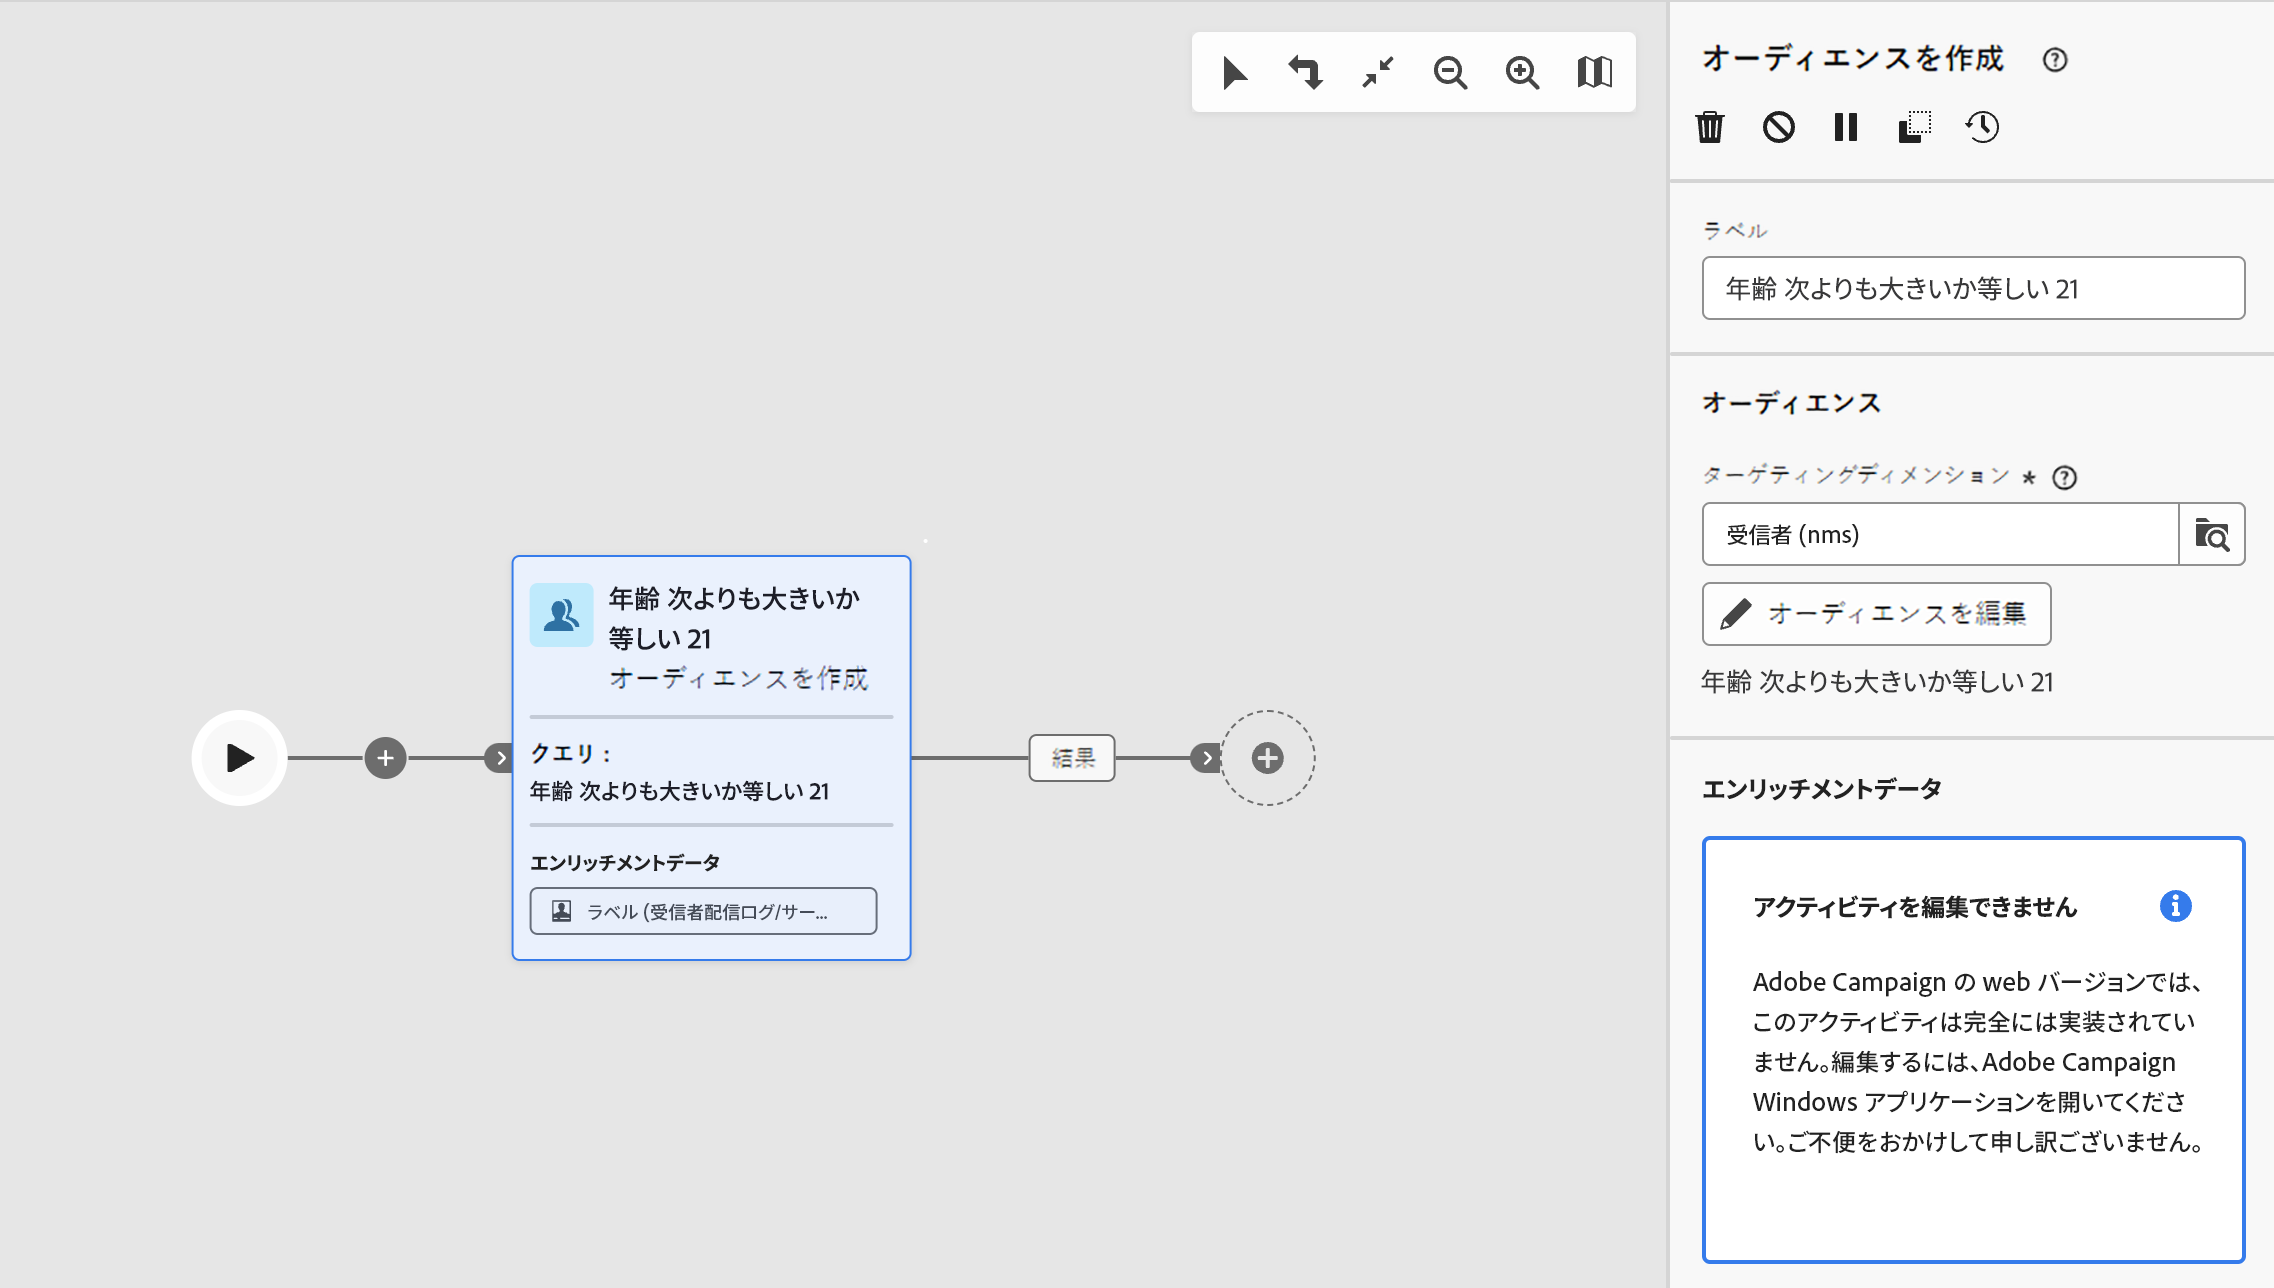 年齢 次よりも大きいか
等しい 21
オーディエンスを作成
クエリ：
年齢 次よりも大きいか等しい 21
エンリッチメントデータ
ラベル (受信者配信ログ/サー...
結果
オーディエンスを作成
ラベル
年齢 次よりも大きいか等しい 21
オーディエンス
ターゲティングディメンション *
受信者 (nms)
オーディエンスを編集
年齢 次よりも大きいか等しい 21
エンリッチメントデータ
アクティビティを編集できません
Adobe Campaign の web バージョンでは、
このアクティビティは完全には実装されてい
ません。編集するには、Adobe Campaign
Windows アプリケーションを開いてくださ
い。ご不便をおかけして申し訳ございません。